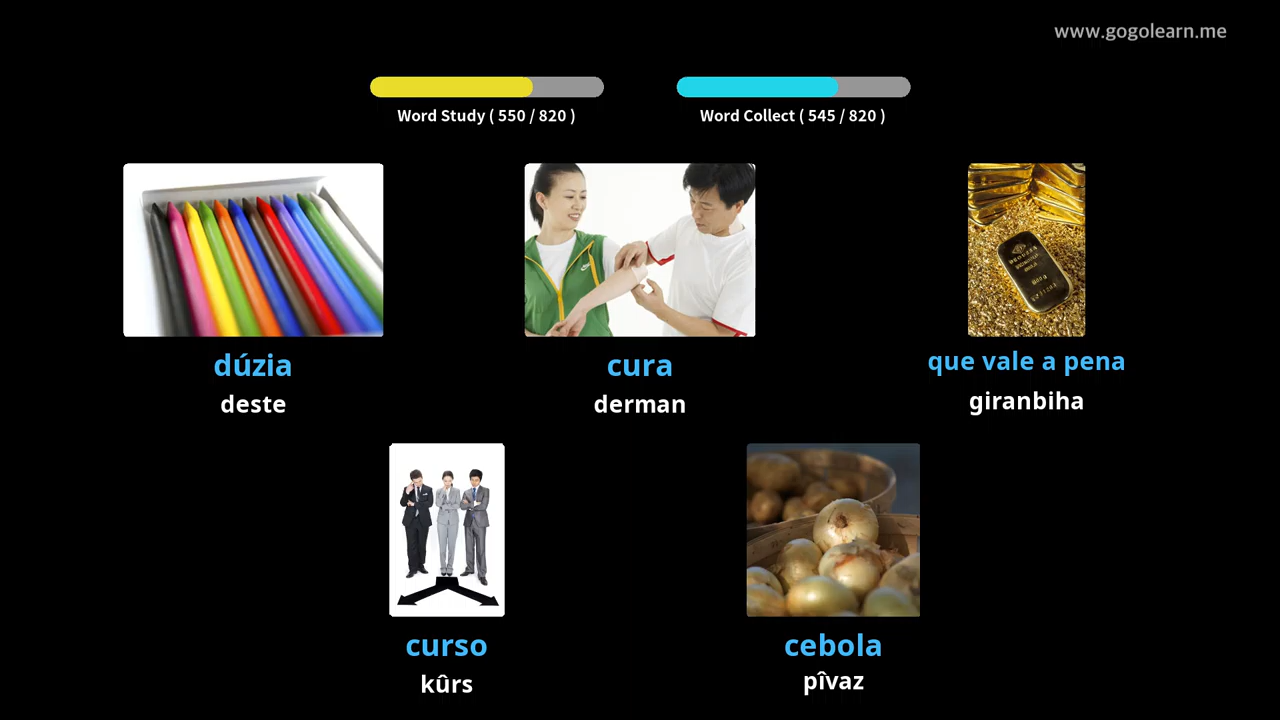 www.gogolearn.me
Word Study ( 550 / 820 )
Word Collect ( 545 / 820 )
dúzia
deste
cura
derman
que vale a pena
giranbiha
curso
kûrs
cebola
pîvaz